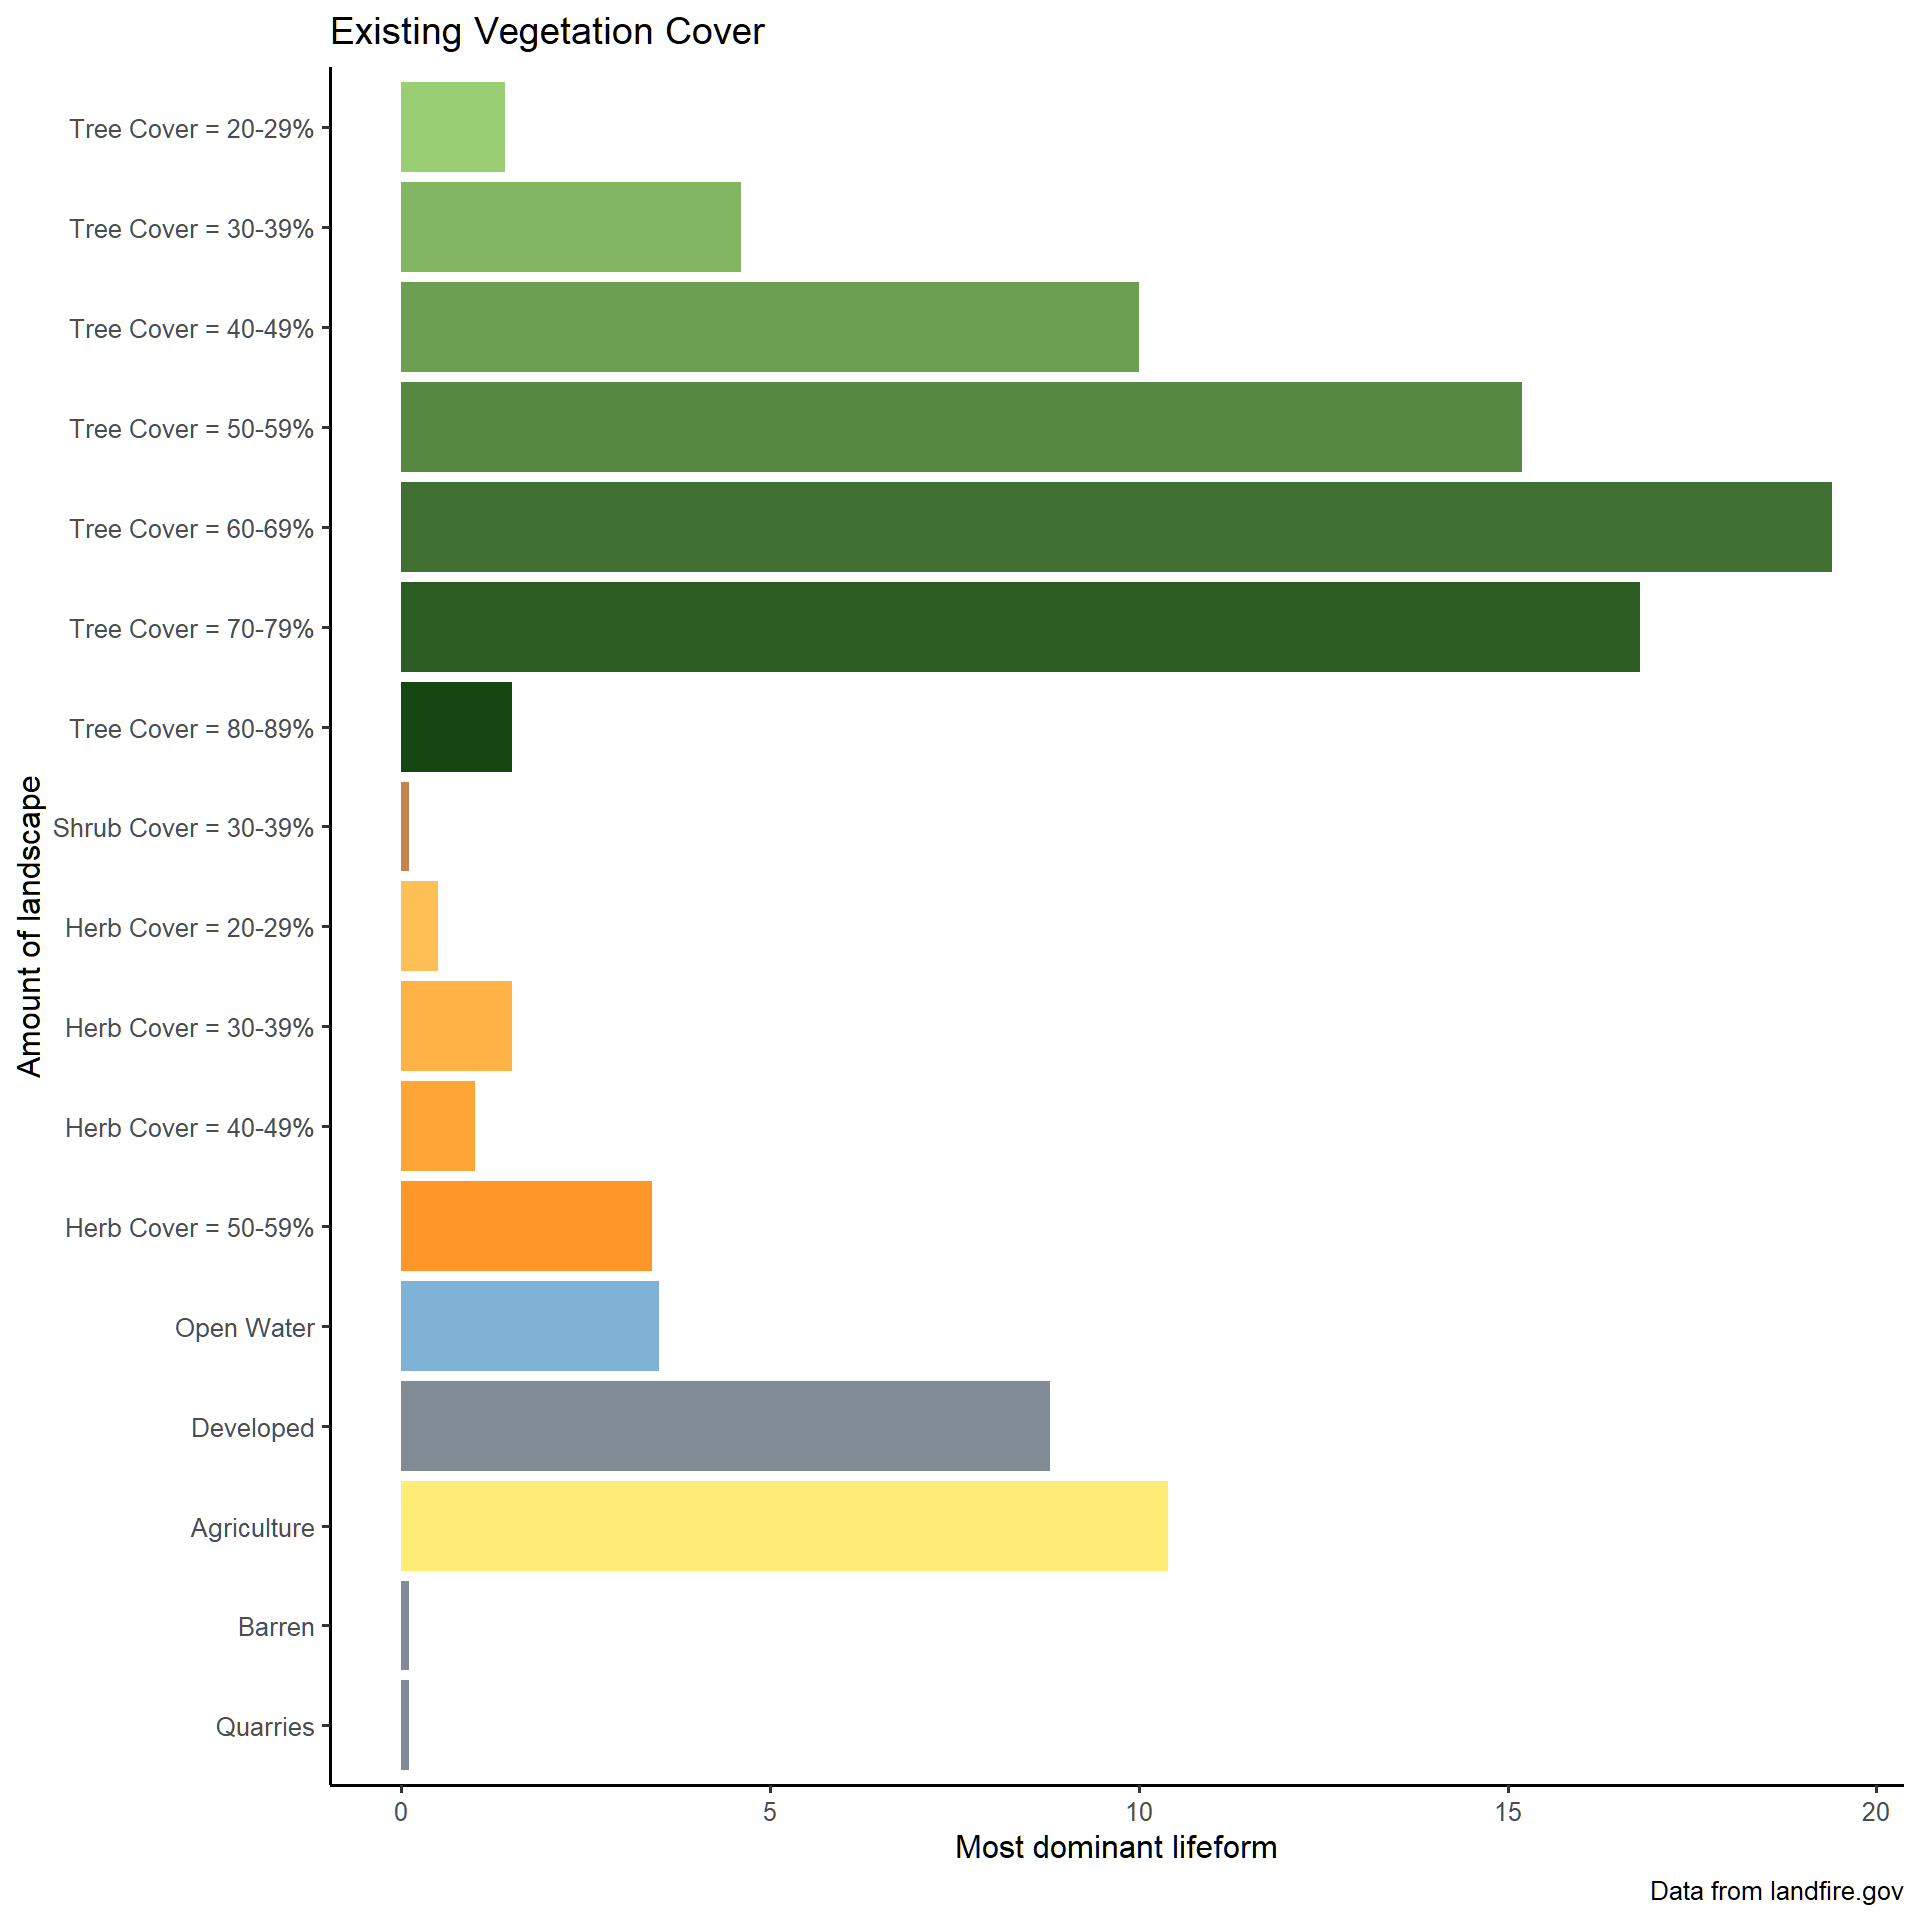 Existing Vegetation Cover
Tree Cover = 20-29%
Tree Cover = 30-39%
Tree Cover = 40-49%
Tree Cover = 50-59%
Tree Cover = 60-69%
Tree Cover = 70-79%
Tree Cover = 80-89%
Shrub Cover = 30-39%
Herb Cover = 20-29%
Herb Cover = 30-39%
Herb Cover = 40-49%
Herb Cover = 50-59%
Open Water
Developed
Agriculture
Barren
Quarries
Amount of landscape
0 5 10 15 20
Most dominant lifeform
Data from landfire.gov